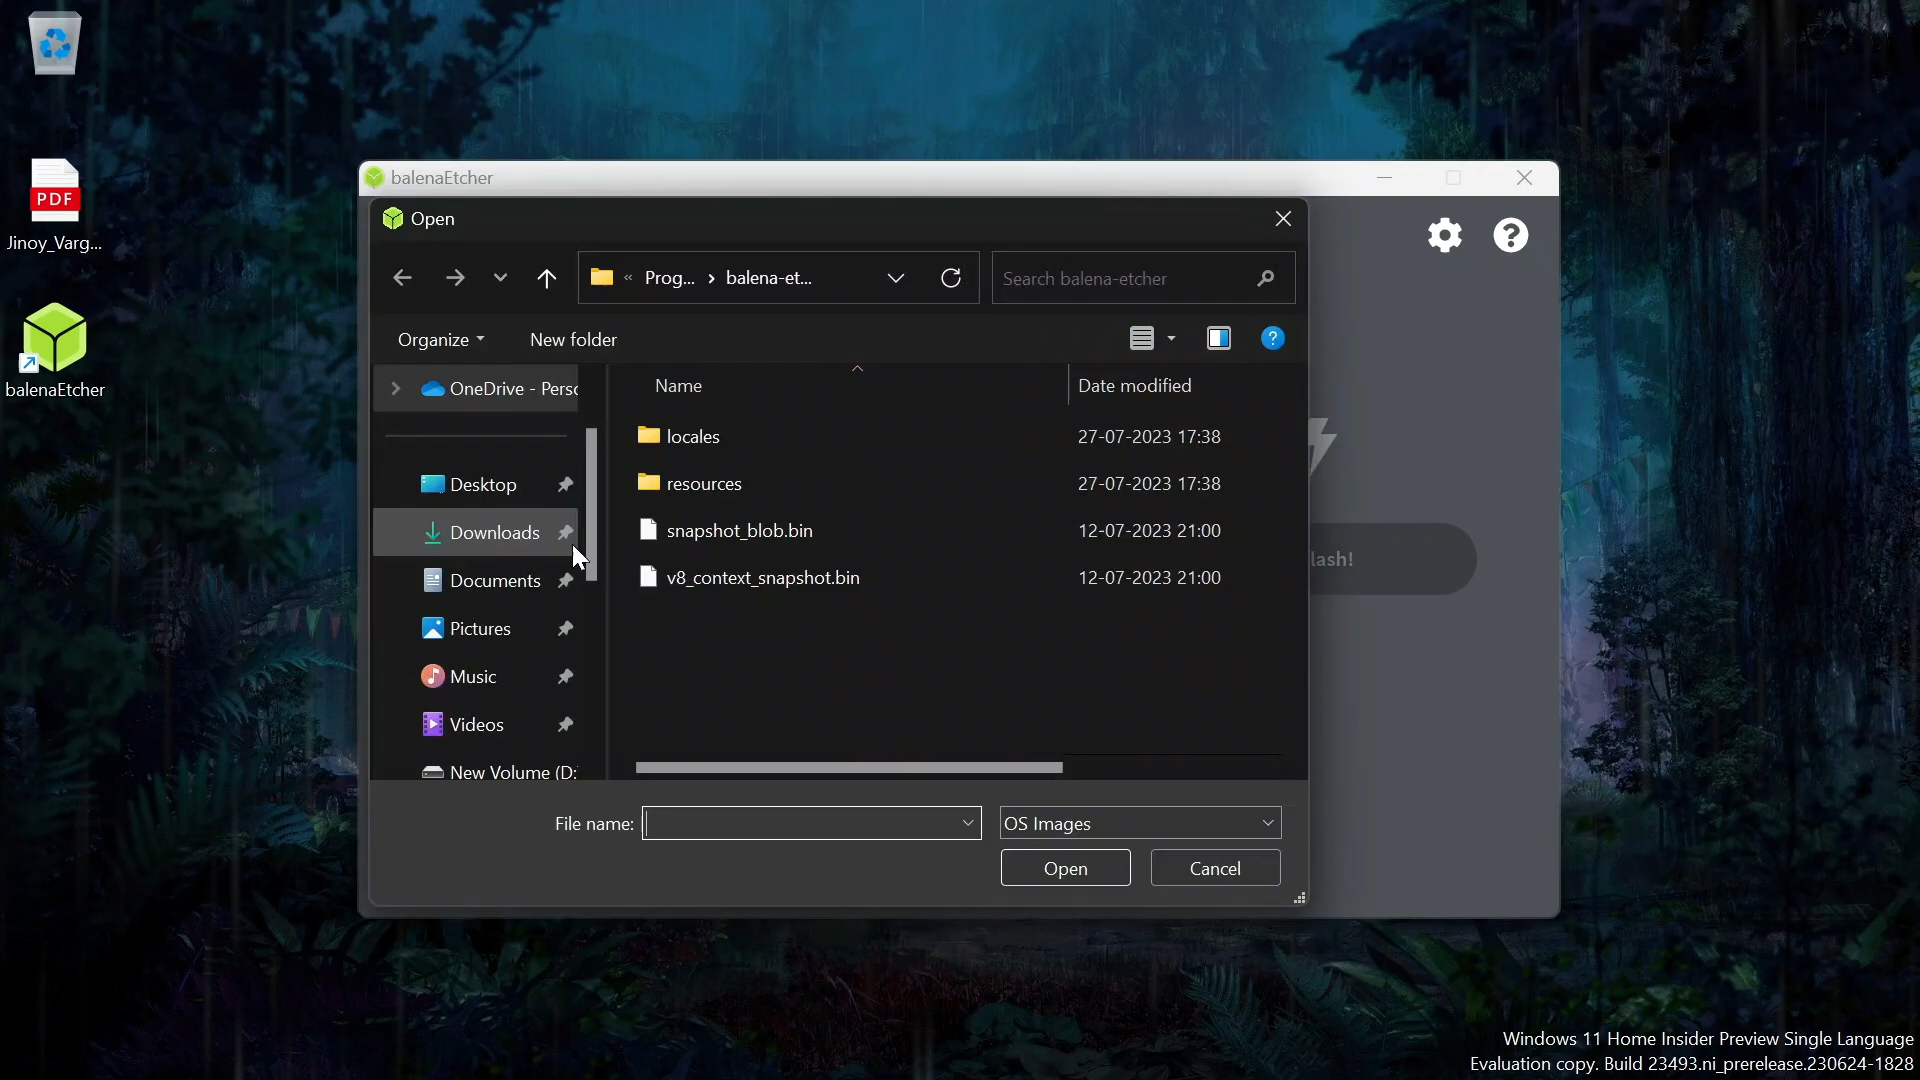 PDF
Jinoy_Varg...
balenaEtcher
balenaEtcher
Open
« Prog... > balena-et...
Search balena-etcher
Organize
New folder
OneDrive - Perso
Name
Date modified
locales 27-07-2023 17:38
resources 27-07-2023 17:38
snapshot_blob.bin 12-07-2023 21:00
v8_context_snapshot.bin 12-07-2023 21:00
Desktop
Downloads
Documents
Pictures
Music
Videos
New Volume (D:
lash!
File name:
OS Images
Open
Cancel
Windows 11 Home Insider Preview Single Language
Evaluation copy. Build 23493.ni_prerelease.230624-1828